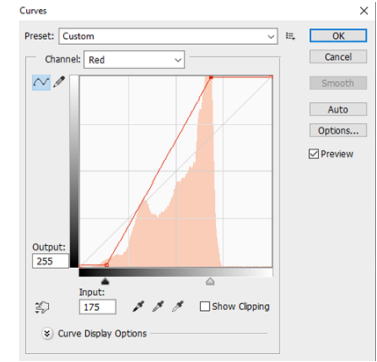 Curves
Preset: Custom
OK
Channel: Red
Cancel
Smooth
Auto
Options...
Preview
Output:
255
Input:
175
Show Clipping
Curve Display Options